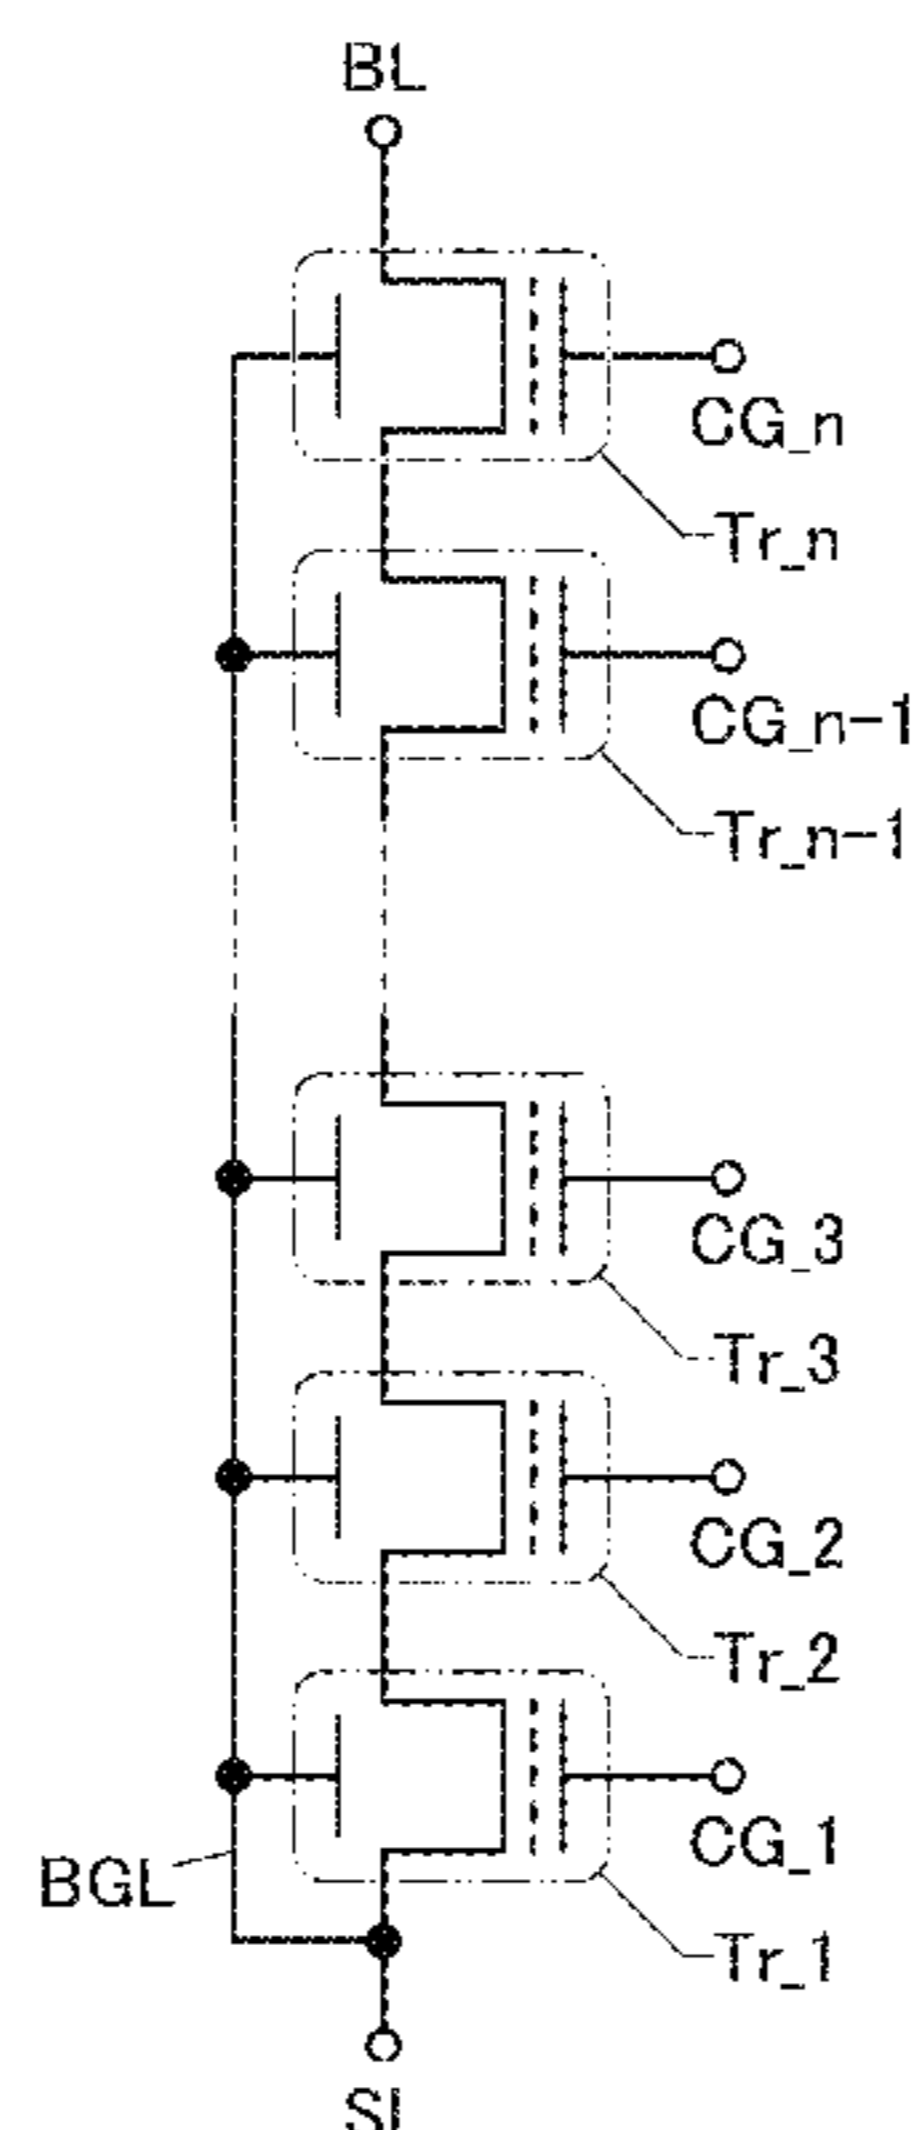 BL
CG_n
Tr_n
CG_n-1
Tr_n-1
CG_3
Tr_3
CG_2
Tr_2
CG_1
BGL
Tr_1
SL